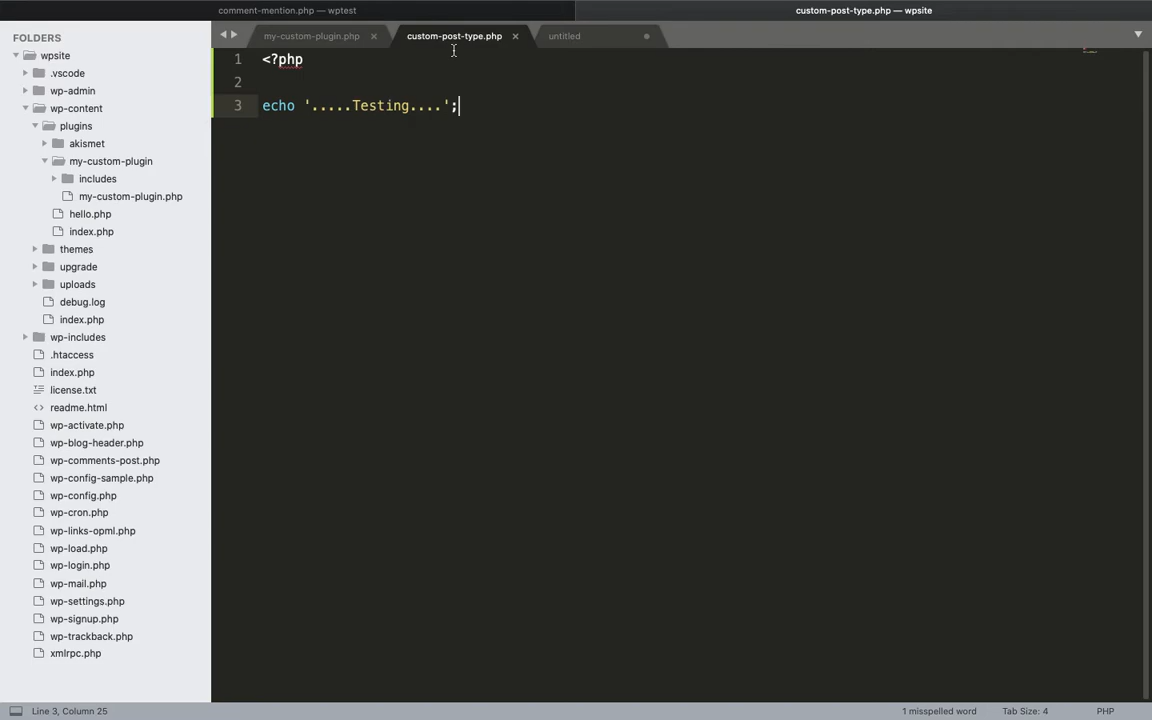 comment-mention.php — wptest
custom-post-type.php — wpsite
FOLDERS
wpsite
.vscode
wp-admin
wp-content
plugins
akismet
my-custom-plugin
includes
my-custom-plugin.php
hello.php
index.php
themes
upgrade
uploads
debug.log
index.php
wp-includes
.htaccess
index.php
license.txt
readme.html
wp-activate.php
wp-blog-header.php
wp-comments-post.php
wp-config-sample.php
wp-config.php
wp-cron.php
wp-links-opml.php
wp-load.php
wp-login.php
wp-mail.php
wp-settings.php
wp-signup.php
wp-trackback.php
xmlrpc.php
my-custom-plugin.php
custom-post-type.php
untitled
1 <?php
2
3 echo '.....Testing....';
Line 3, Column 25
1 misspelled word
Tab Size: 4
PHP